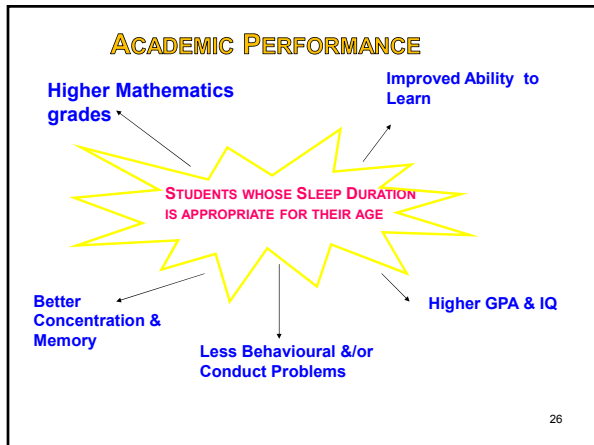 ACADEMIC PERFORMANCE
Higher Mathematics
grades
Improved Ability to
Learn
STUDENTS WHOSE SLEEP DURATION
IS APPROPRIATE FOR THEIR AGE
Better
Concentration &
Memory
Less Behavioural &/or
Conduct Problems
Higher GPA & IQ
26